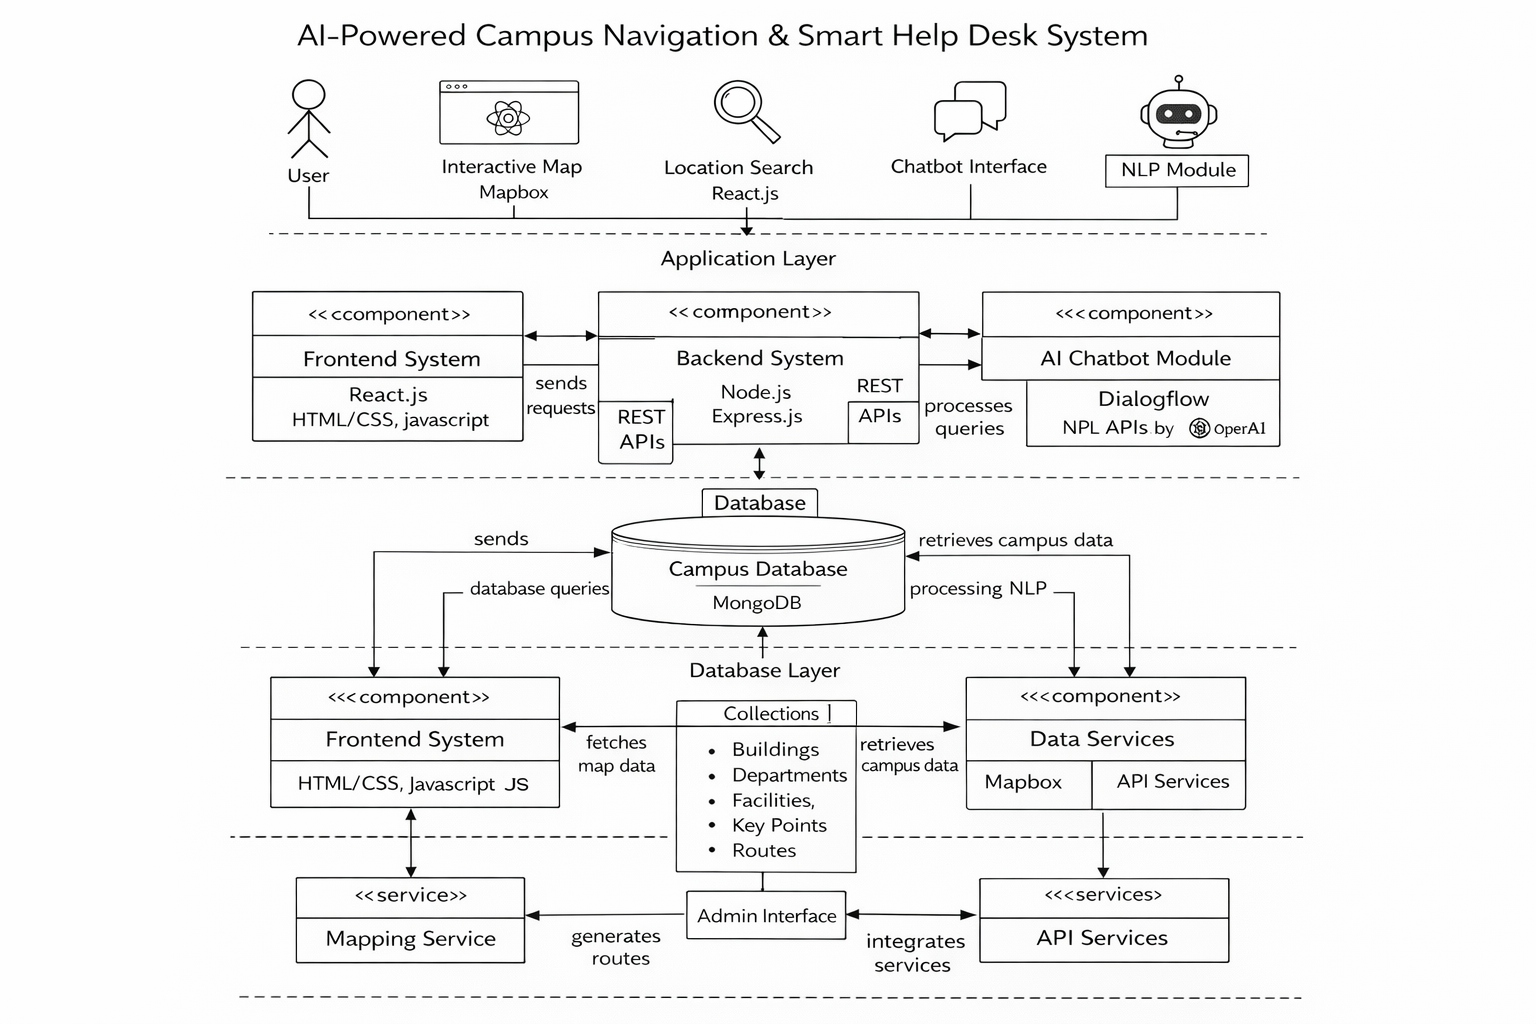 AI-Powered Campus Navigation & Smart Help Desk System
User
Interactive Map
Mapbox
Location Search
React.js
Chatbot Interface
NLP Module
Application Layer
<< ccomponent>>
Frontend System
React.js
HTML/CSS, javascript
sends
requests
<< component>>
Backend System
Node.js
Express.js
REST
APIs
REST
APIs
processes
queries
<<<component>>
AI Chatbot Module
Dialogflow
NPL APIs by OperAI
Database
Campus Database
MongoDB
sends
database queries
retrieves campus data
processing NLP
Database Layer
<<<component>>
Frontend System
HTML/CSS, Javascript JS
fetches
map data
Collections
• Buildings
• Departments
• Facilities,
• Key Points
• Routes
retrieves
campus data
<<<component>>
Data Services
Mapbox
API Services
<<service>>
Mapping Service
generates
routes
Admin Interface
integrates
services
<<<services>
API Services